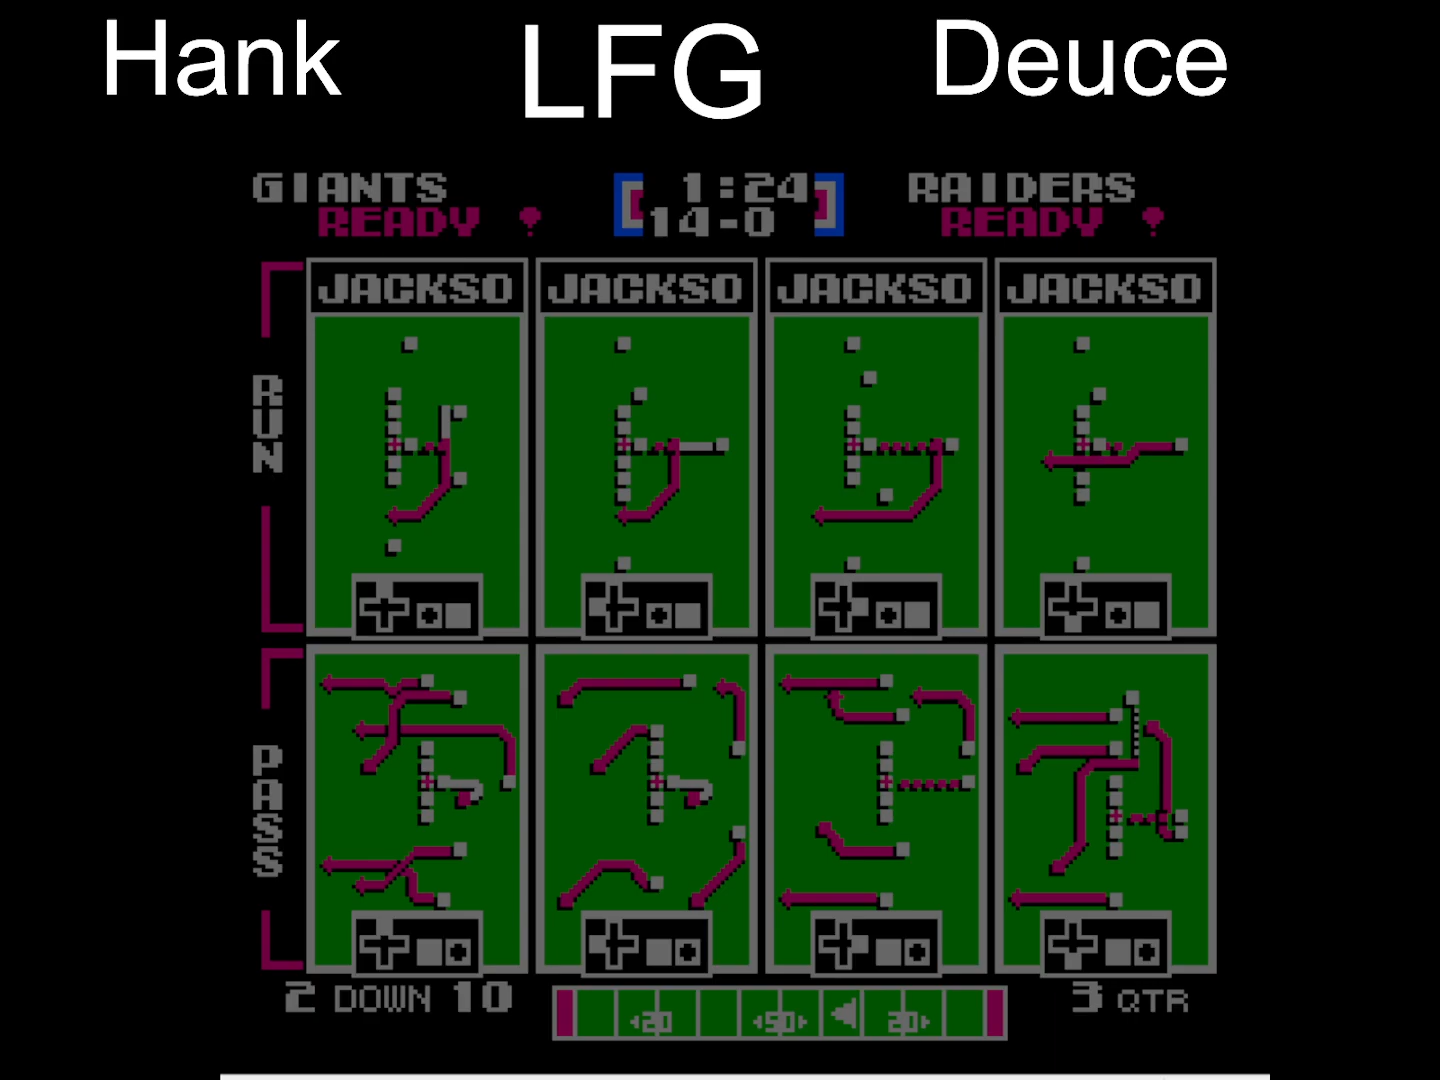 Hank LFG Deuce
GIANTS 1:24 RAIDERS
READY ! 14-0 READY !
JACKSO JACKSO JACKSO JACKSO
RUN
PASS
2 DOWN 10 3 QTR
20 50 20